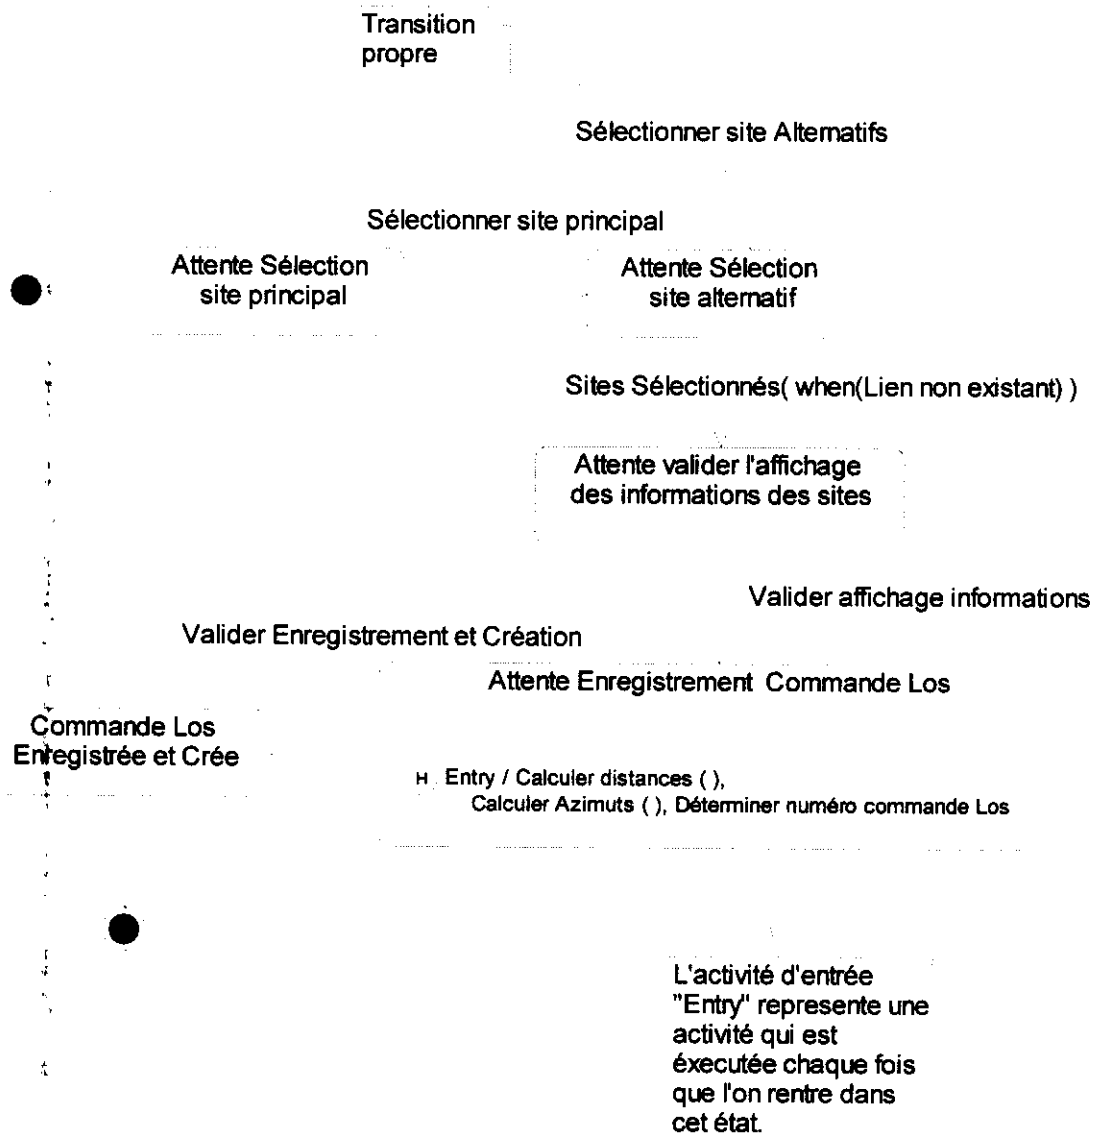 Transition
propre
Sélectionner site Alternatifs
Sélectionner site principal
Attente Sélection
site principal
Attente Sélection
site alternatif
Sites Sélectionnés( when(Lien non existant) )
Attente valider l'affichage
des informations des sites
Valider affichage informations
Valider Enregistrement et Création
Attente Enregistrement Commande Los
Commande Los
Enregistrée et Crée
H Entry / Calculer distances ( ),
Calculer Azimuts ( ), Déterminer numéro commande Los
L'activité d'entrée
"Entry" represente une
activité qui est
éxecutée chaque fois
que l'on rentre dans
cet état.